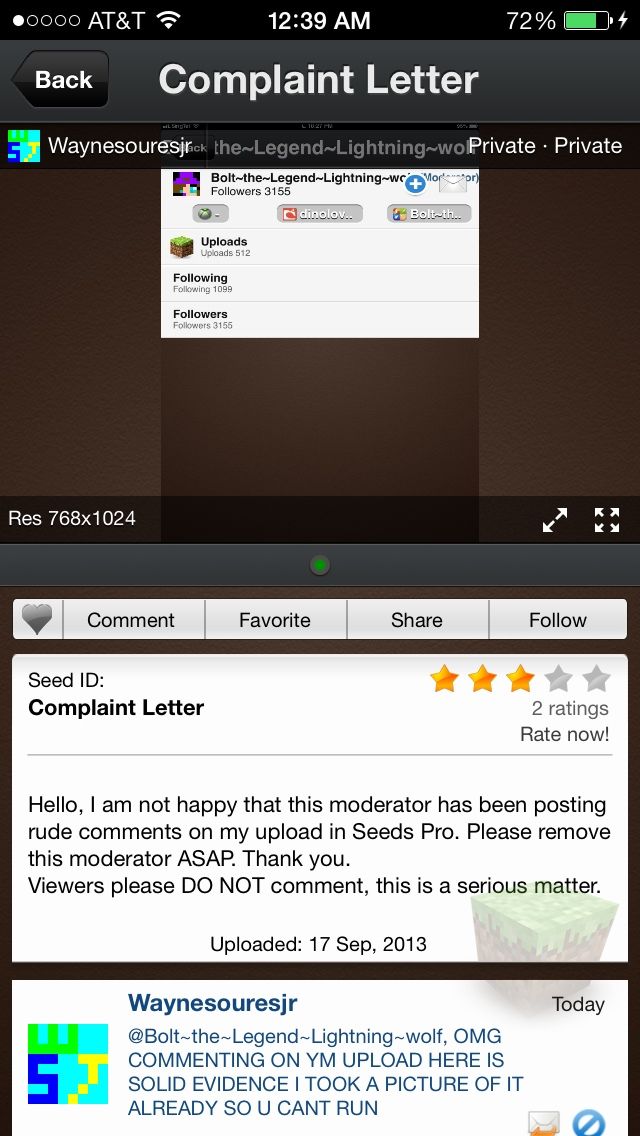 AT&T 12:39 AM 72%
Back Complaint Letter
Waynesouresjr Private · Private
the~Legend~Lightning~wol
Bolt~the~Legend~Lightning~wolf (Moderator)
Followers 3155
- dinolov.. Bolt~th..
Uploads
Uploads 512
Following
Following 1099
Followers
Followers 3155
Res 768x1024
Comment Favorite Share Follow
Seed ID:
Complaint Letter
2 ratings
Rate now!
Hello, I am not happy that this moderator has been posting
rude comments on my upload in Seeds Pro. Please remove
this moderator ASAP. Thank you.
Viewers please DO NOT comment, this is a serious matter.
Uploaded: 17 Sep, 2013
Waynesouresjr Today
@Bolt~the~Legend~Lightning~wolf, OMG
COMMENTING ON YM UPLOAD HERE IS
SOLID EVIDENCE I TOOK A PICTURE OF IT
ALREADY SO U CANT RUN